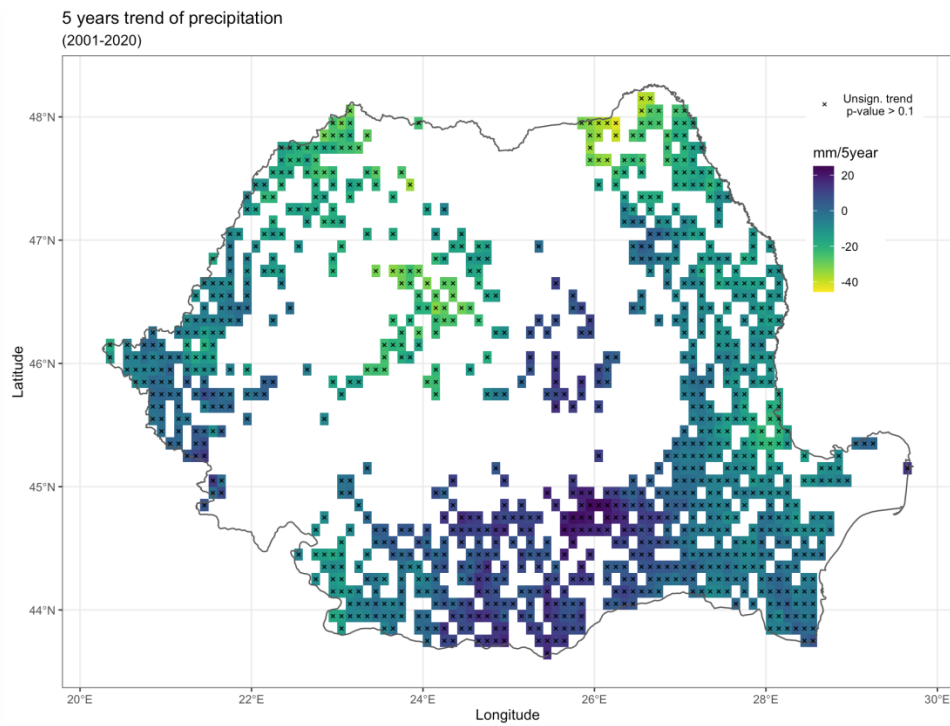 5 years trend of precipitation
(2001-2020)
Unsign. trend
p-value > 0.1
mm/5year
20
0
-20
-40
48°N
47°N
46°N
45°N
44°N
Latitude
20°E
22°E
24°E
26°E
28°E
30°E
Longitude